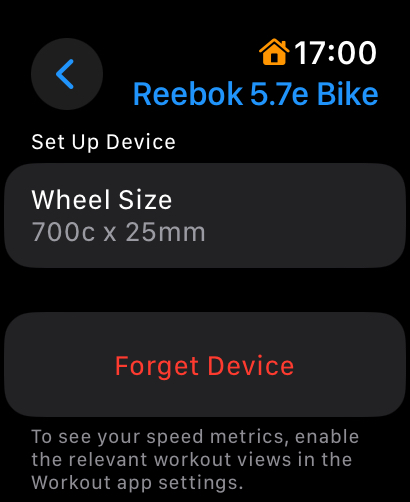 17:00
Reebok 5.7e Bike
Set Up Device
Wheel Size
700c x 25mm
Forget Device
To see your speed metrics, enable
the relevant workout views in the
Workout app settings.